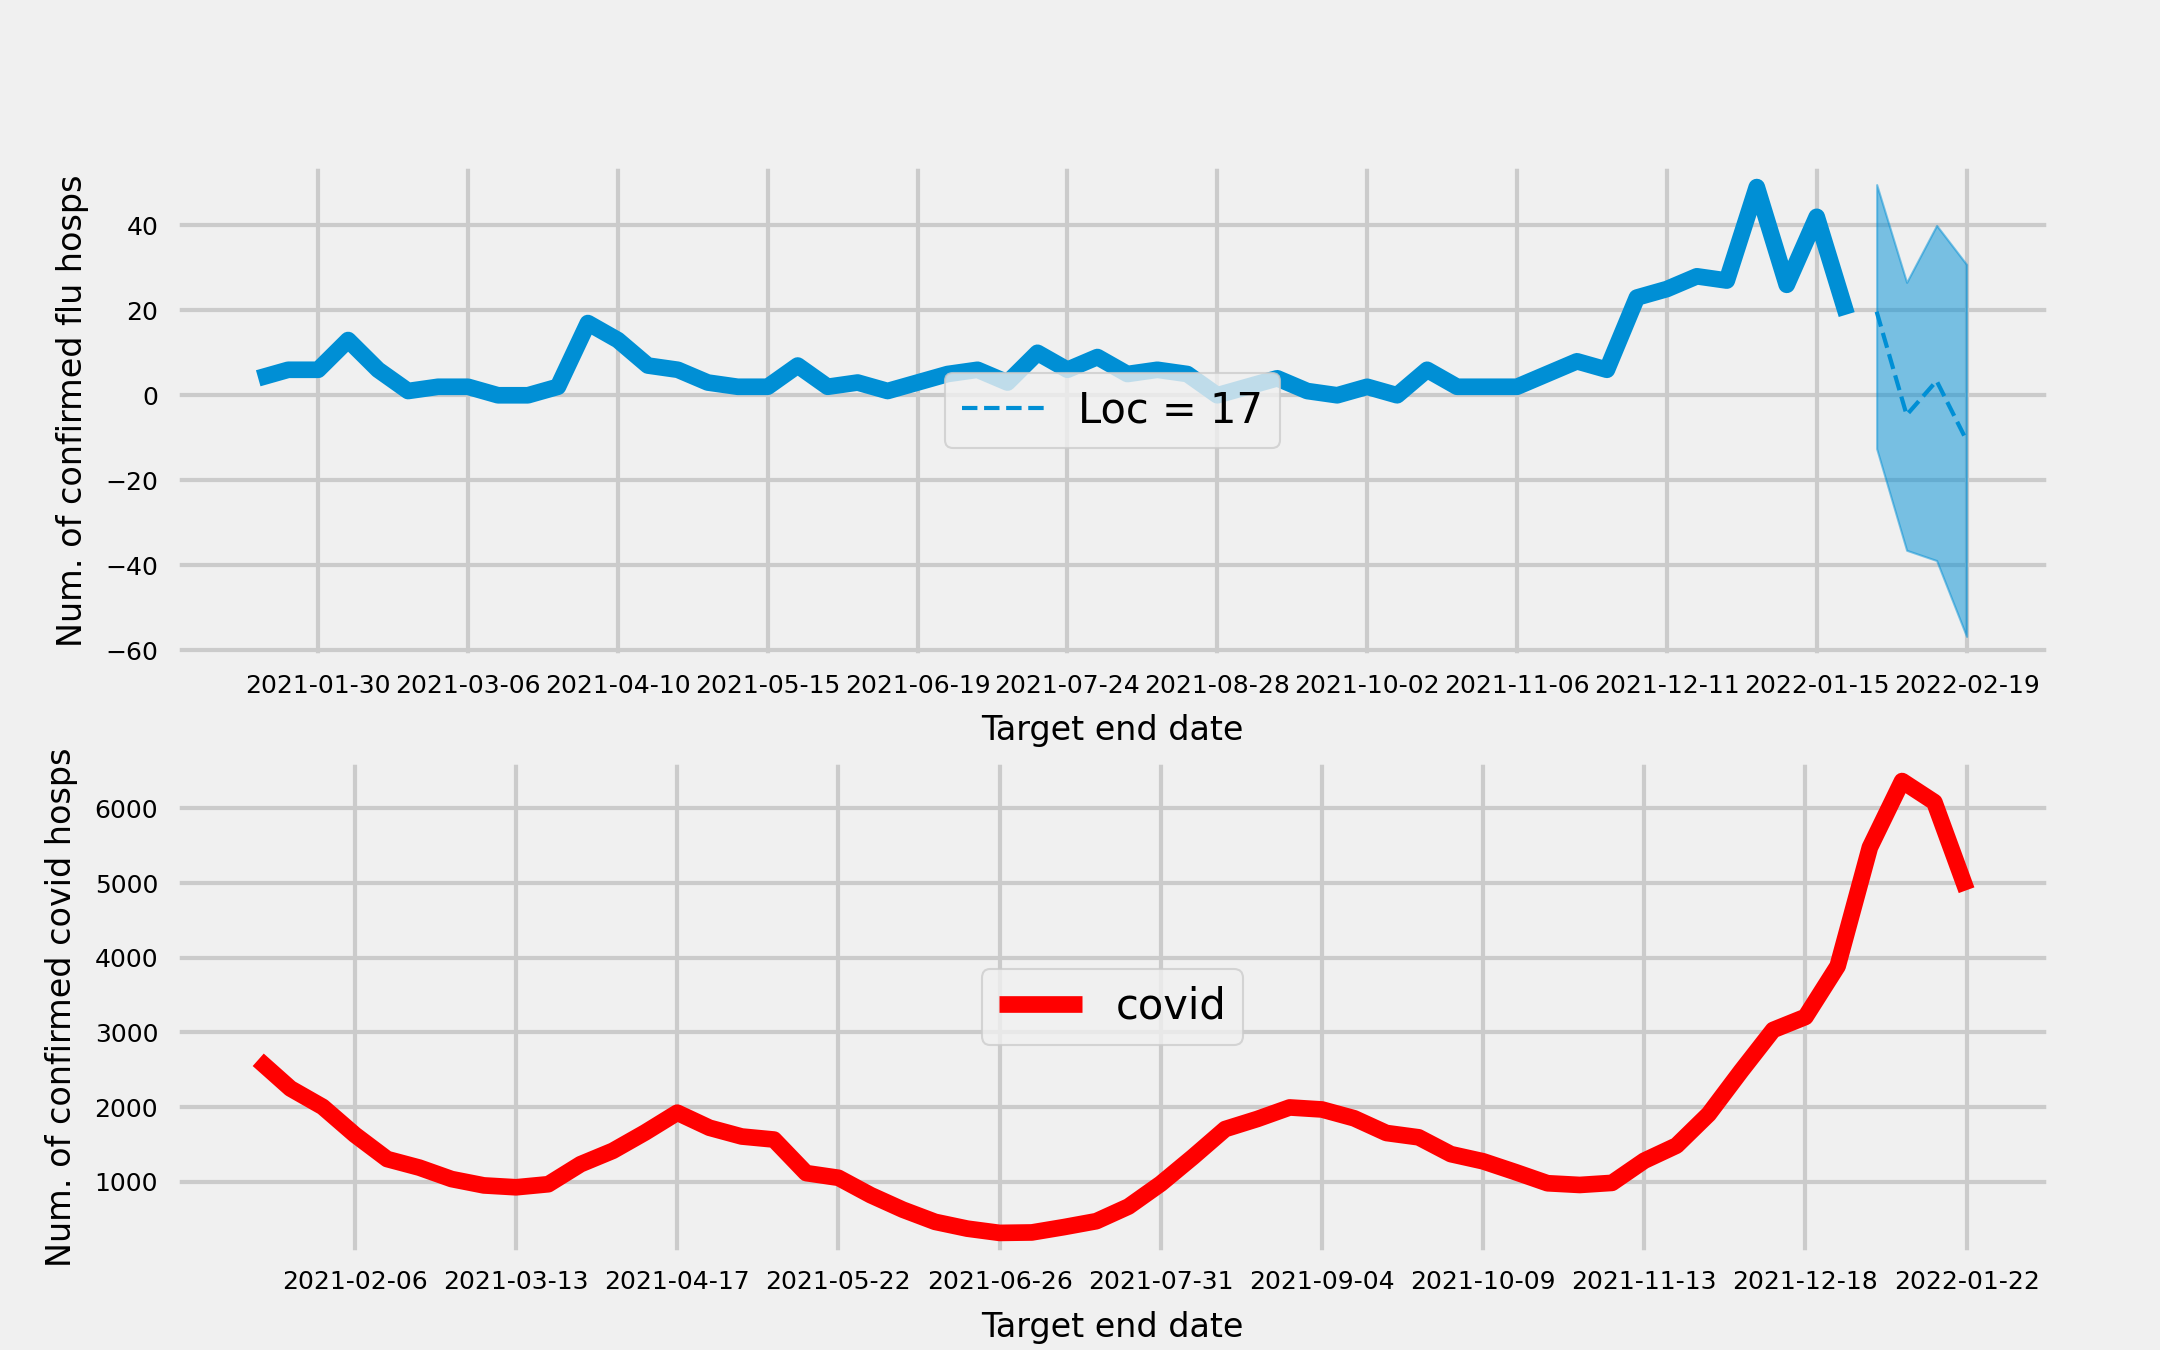 Num. of confirmed flu hosps
40
20
0
−20
−40
−60
Loc = 17
2021-01-30 2021-03-06 2021-04-10 2021-05-15 2021-06-19 2021-07-24 2021-08-28 2021-10-02 2021-11-06 2021-12-11 2022-01-15 2022-02-19
Target end date
Num. of confirmed covid hosps
6000
5000
4000
3000
2000
1000
covid
2021-02-06 2021-03-13 2021-04-17 2021-05-22 2021-06-26 2021-07-31 2021-09-04 2021-10-09 2021-11-13 2021-12-18 2022-01-22
Target end date